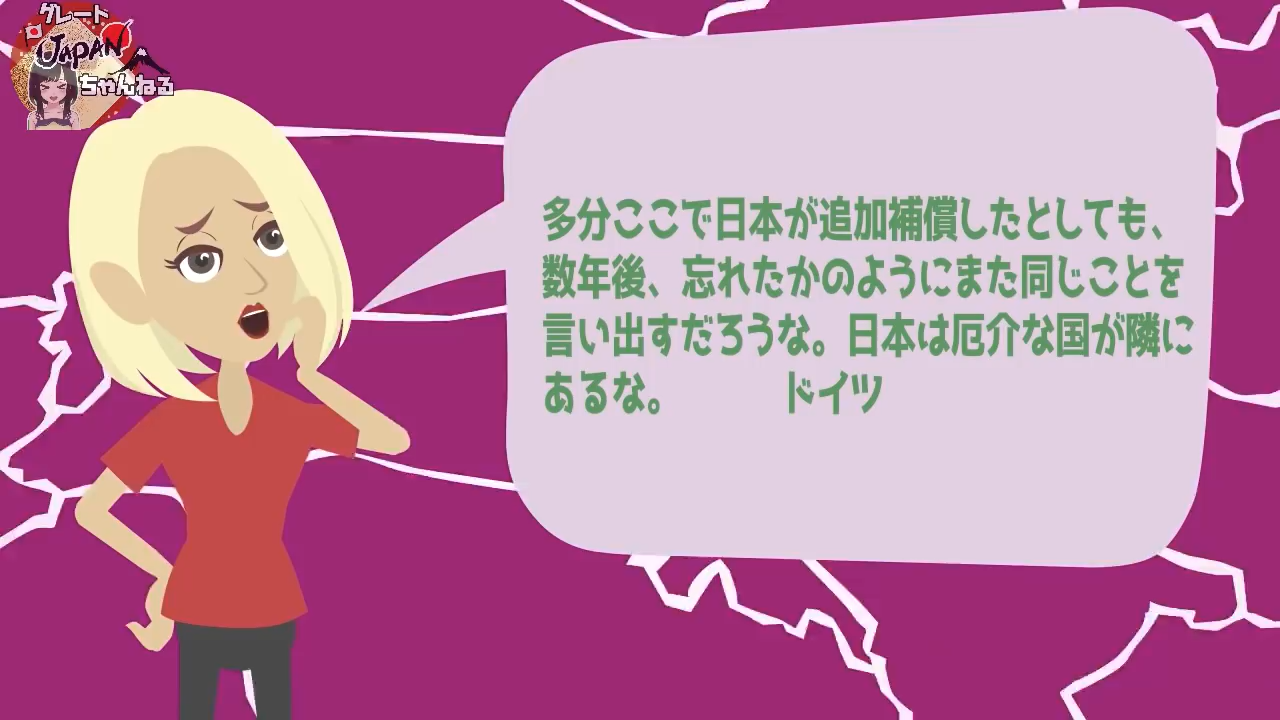 グレート
JAPAN
ちゃんねる
多分ここで日本が追加補償したとしても、
数年後、忘れたかのようにまた同じことを
言い出すだろうな。日本は厄介な国が隣に
あるな。　　　ドイツ